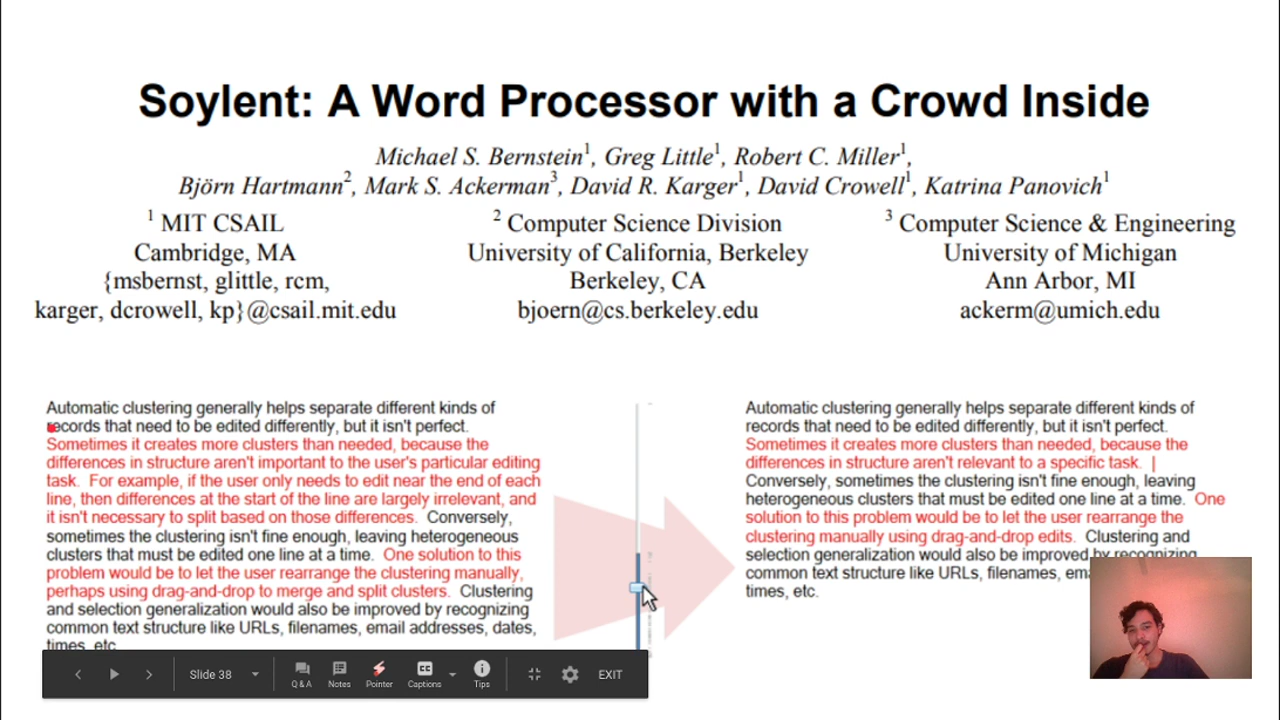 Soylent: A Word Processor with a Crowd Inside
Michael S. Bernstein1, Greg Little1, Robert C. Miller1,
Björn Hartmann2, Mark S. Ackerman3, David R. Karger1, David Crowell1, Katrina Panovich1
1 MIT CSAIL
Cambridge, MA
{msbernst, glittle, rcm,
karger, dcrowell, kp}@csail.mit.edu
2 Computer Science Division
University of California, Berkeley
Berkeley, CA
bjoern@cs.berkeley.edu
3 Computer Science & Engineering
University of Michigan
Ann Arbor, MI
ackerm@umich.edu
Automatic clustering generally helps separate different kinds of
records that need to be edited differently, but it isn't perfect.
Sometimes it creates more clusters than needed, because the
differences in structure aren't important to the user's particular editing
task. For example, if the user only needs to edit near the end of each
line, then differences at the start of the line are largely irrelevant, and
it isn't necessary to split based on those differences. Conversely,
sometimes the clustering isn't fine enough, leaving heterogeneous
clusters that must be edited one line at a time. One solution to this
problem would be to let the user rearrange the clustering manually,
perhaps using drag-and-drop to merge and split clusters. Clustering
and selection generalization would also be improved by recognizing
common text structure like URLs, filenames, email addresses, dates,
times, etc.
Automatic clustering generally helps separate different kinds of
records that need to be edited differently, but it isn't perfect.
Sometimes it creates more clusters than needed, because the
differences in structure aren't relevant to a specific task. |
Conversely, sometimes the clustering isn't fine enough, leaving
heterogeneous clusters that must be edited one line at a time. One
solution to this problem would be to let the user rearrange the
clustering manually using drag-and-drop edits. Clustering and
selection generalization would also be improved by recognizing
common text structure like URLs, filenames, ema
times, etc.
Slide 38
Q & A
Notes
Pointer
CC
Captions
Tips
EXIT